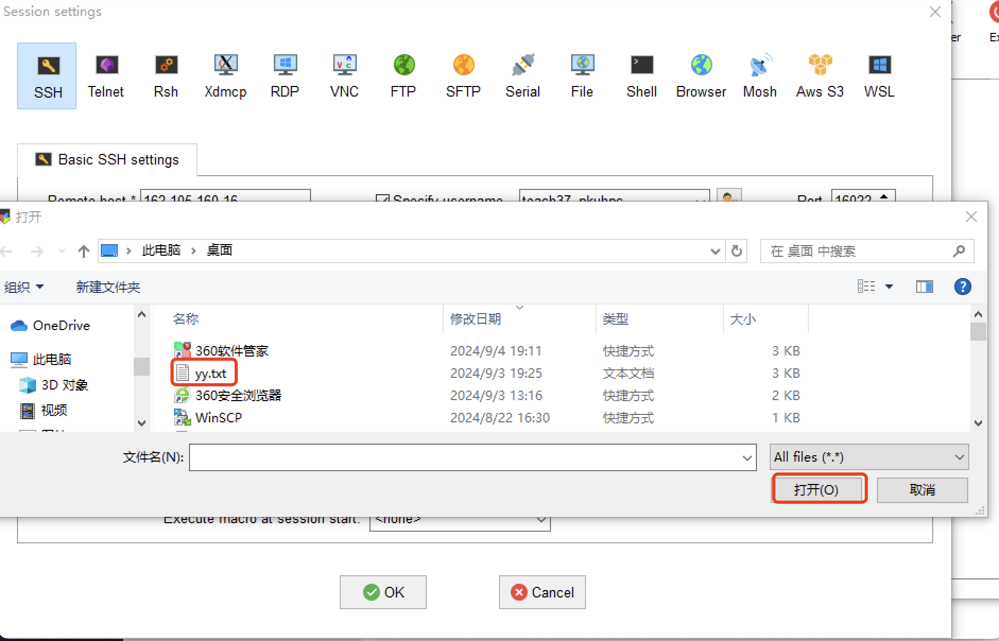 Session settings
er
Ex
SSH Telnet Rsh Xdmcp RDP VNC FTP SFTP Serial File Shell Browser Mosh Aws S3 WSL
Basic SSH settings
Remote host * 162.105.160.16 Specify username Port 16022
打开
此电脑 桌面 在 桌面 中搜索
组织 新建文件夹
OneDrive
此电脑
3D 对象
视频
名称 修改日期 类型 大小
360软件管家 2024/9/4 19:11 快捷方式 3 KB
yy.txt 2024/9/3 19:25 文本文档 3 KB
360安全浏览器 2024/9/3 13:16 快捷方式 2 KB
WinSCP 2024/8/22 16:30 快捷方式 1 KB
文件名(N): All files (*.*)
打开(O) 取消
Execute macro at session start: <none>
OK Cancel